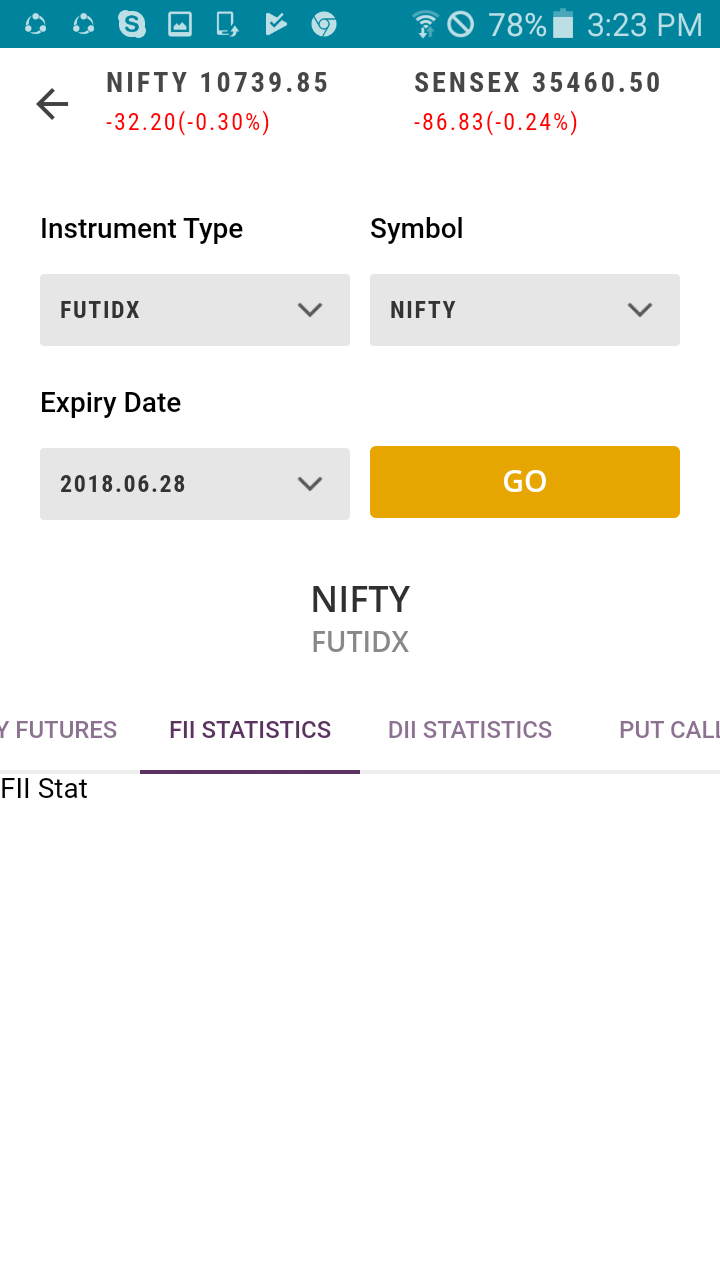 78% 3:23 PM
NIFTY 10739.85 SENSEX 35460.50
-32.20(-0.30%) -86.83(-0.24%)
Instrument Type Symbol
FUTIDX NIFTY
Expiry Date
2018.06.28 GO
NIFTY
FUTIDX
Y FUTURES FII STATISTICS DII STATISTICS PUT CALL
FII Stat